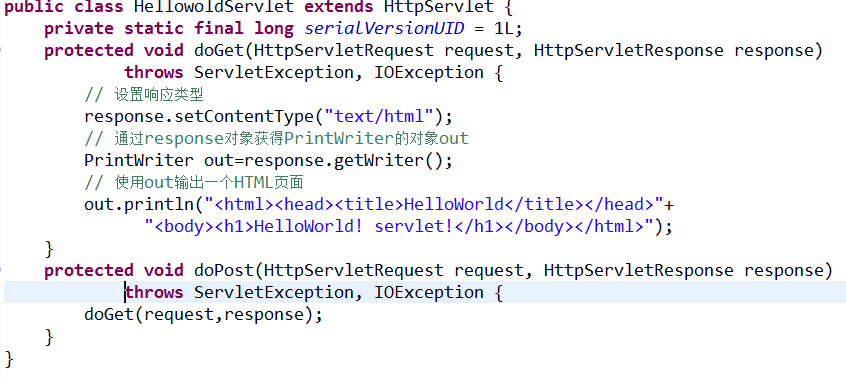 public class HellowoldServlet extends HttpServlet {
private static final long serialVersionUID = 1L;
protected void doGet(HttpServletRequest request, HttpServletResponse response)
throws ServletException, IOException {
// 设置响应类型
response.setContentType("text/html");
// 通过response对象获得PrintWriter的对象out
PrintWriter out=response.getWriter();
// 使用out输出一个HTML页面
out.println("<html><head><title>HelloWorld</title></head>"+
"<body><h1>HelloWorld! servlet!</h1></body></html>");
}
protected void doPost(HttpServletRequest request, HttpServletResponse response)
throws ServletException, IOException {
doGet(request,response);
}
}